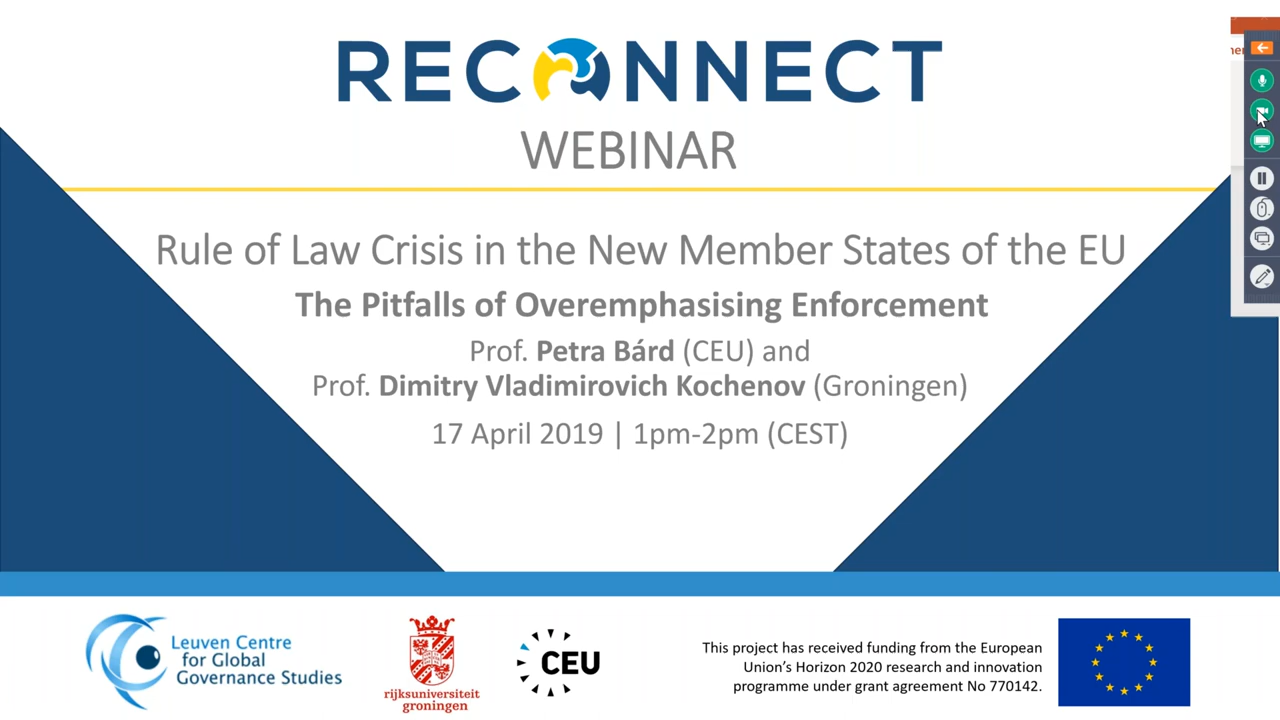 RECONNECT
WEBINAR
Rule of Law Crisis in the New Member States of the EU
The Pitfalls of Overemphasising Enforcement
Prof. Petra Bárd (CEU) and
Prof. Dimitry Vladimirovich Kochenov (Groningen)
17 April 2019 | 1pm-2pm (CEST)
Leuven Centre
for Global
Governance Studies
rijksuniversiteit
groningen
CEU
This project has received funding from the European
Union's Horizon 2020 research and innovation
programme under grant agreement No 770142.